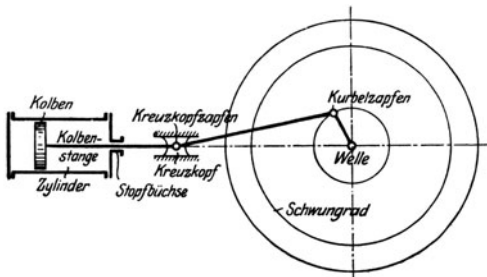 Kolben
Kreuzkopfzapfen
Kurbelzapfen
Kolben-
stange
Welle
Kreuzkopf
Zylinder
Stopfbüchse
Schwungrad